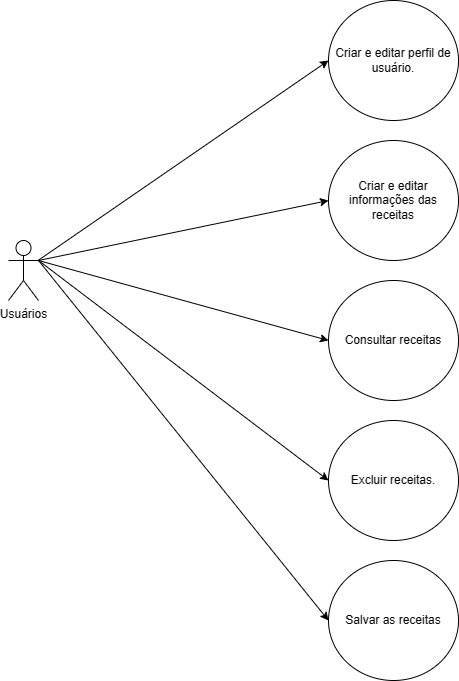 Criar e editar perfil de
usuário.
Criar e editar
informações das
receitas
Usuários
Consultar receitas
Excluir receitas.
Salvar as receitas